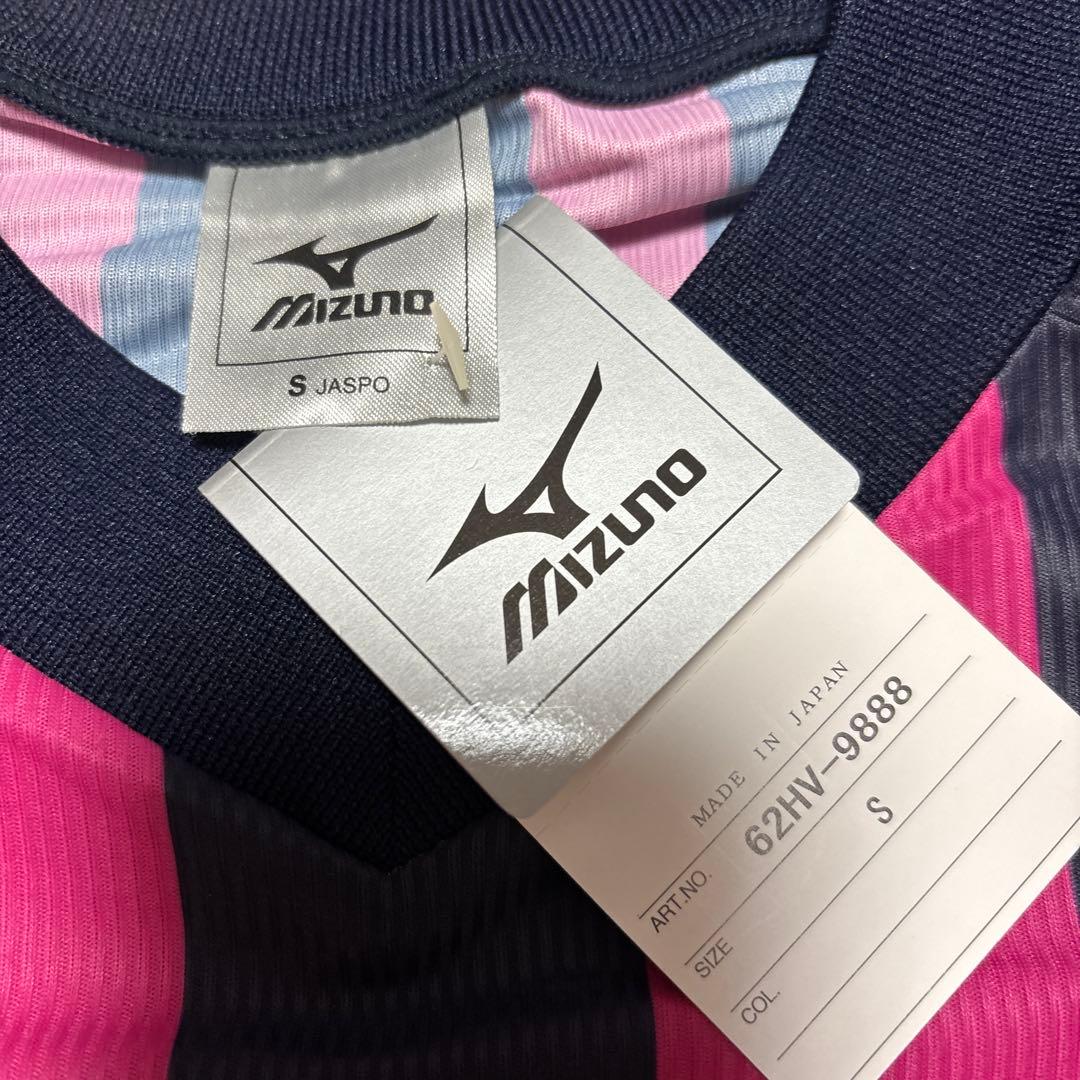 MIZUNO
S JASPO
MIZUNO
MADE IN JAPAN
ART.NO. 62HV-9888
SIZE S
COL.